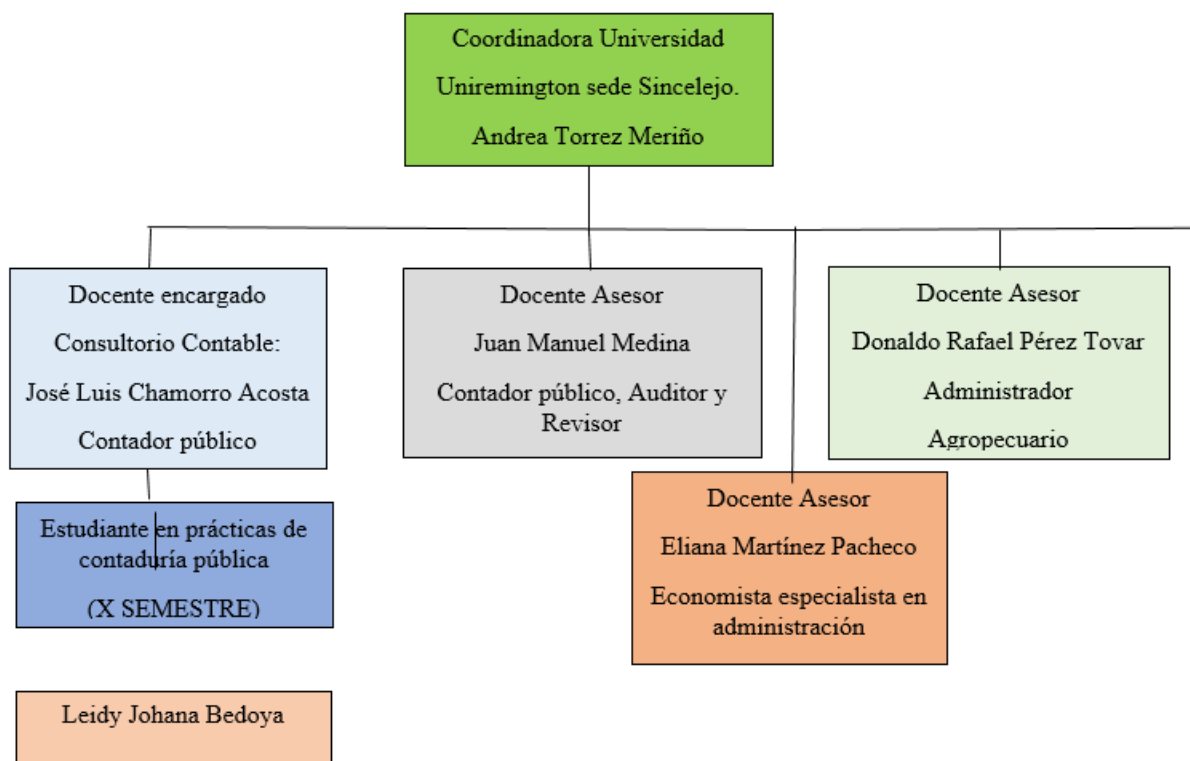 Coordinadora Universidad
Uniremington sede Sincelejo.
Andrea Torrez Meriño
Docente encargado
Consultorio Contable:
José Luis Chamorro Acosta
Contador público
Docente Asesor
Juan Manuel Medina
Contador público, Auditor y
Revisor
Docente Asesor
Donaldo Rafael Pérez Tovar
Administrador
Agropecuario
Estudiante en prácticas de
contaduría pública
(X SEMESTRE)
Docente Asesor
Eliana Martínez Pacheco
Economista especialista en
administración
Leidy Johana Bedoya